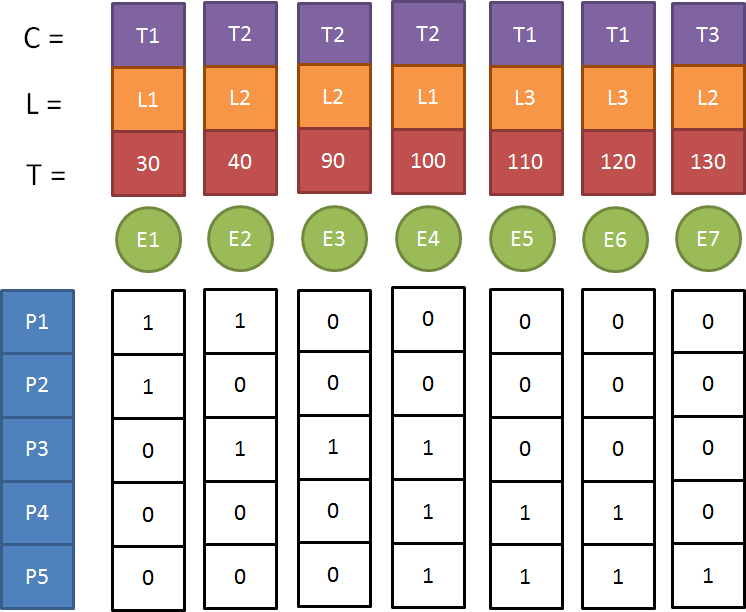 C = T1 T2 T2 T2 T1 T1 T3
L = L1 L2 L2 L1 L3 L3 L2
T = 30 40 90 100 110 120 130
E1 E2 E3 E4 E5 E6 E7
P1 1 1 0 0 0 0 0
P2 1 0 0 0 0 0 0
P3 0 1 1 1 0 0 0
P4 0 0 0 1 1 1 0
P5 0 0 0 1 1 1 1